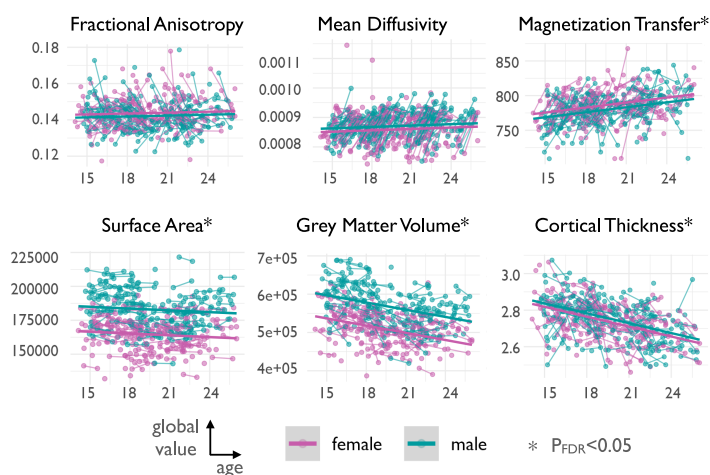 Fractional Anisotropy
Mean Diffusivity
Magnetization Transfer*
0.18
0.16
0.14
0.12
15 18 21 24
0.0011
0.0010
0.0009
0.0008
15 18 21 24
850
800
750
15 18 21 24
Surface Area*
Grey Matter Volume*
Cortical Thickness*
225000
200000
175000
150000
15 18 21 24
7e+05
6e+05
5e+05
4e+05
15 18 21 24
3.0
2.8
2.6
15 18 21 24
global
value
age
female
male
* PFDR<0.05